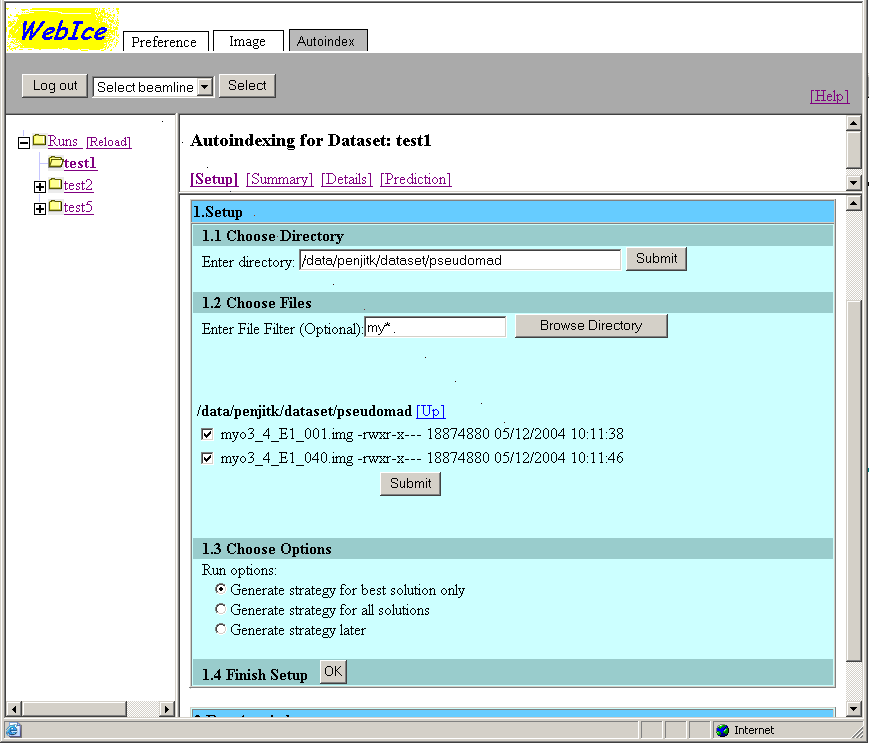 WebIce
Preference Image Autoindex
Log out Select beamline Select
[Help]
Runs [Reload]
test1
test2
test5
Autoindexing for Dataset: test1
[Setup] [Summary] [Details] [Prediction]
1.Setup
1.1 Choose Directory
Enter directory: /data/penjitk/dataset/pseudomad Submit
1.2 Choose Files
Enter File Filter (Optional): my* Browse Directory
/data/penjitk/dataset/pseudomad [Up]
myo3_4_E1_001.img -rwxr-x--- 18874880 05/12/2004 10:11:38
myo3_4_E1_040.img -rwxr-x--- 18874880 05/12/2004 10:11:46
Submit
1.3 Choose Options
Run options:
Generate strategy for best solution only
Generate strategy for all solutions
Generate strategy later
1.4 Finish Setup OK
Internet